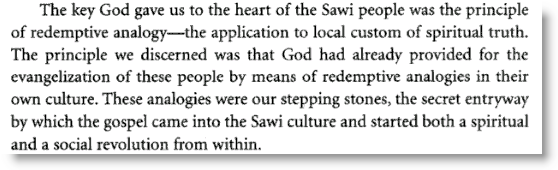 The key God gave us to the heart of the Sawi people was the principle
of redemptive analogy—the application to local custom of spiritual truth.
The principle we discerned was that God had already provided for the
evangelization of these people by means of redemptive analogies in their
own culture. These analogies were our stepping stones, the secret entryway
by which the gospel came into the Sawi culture and started both a spiritual
and a social revolution from within.